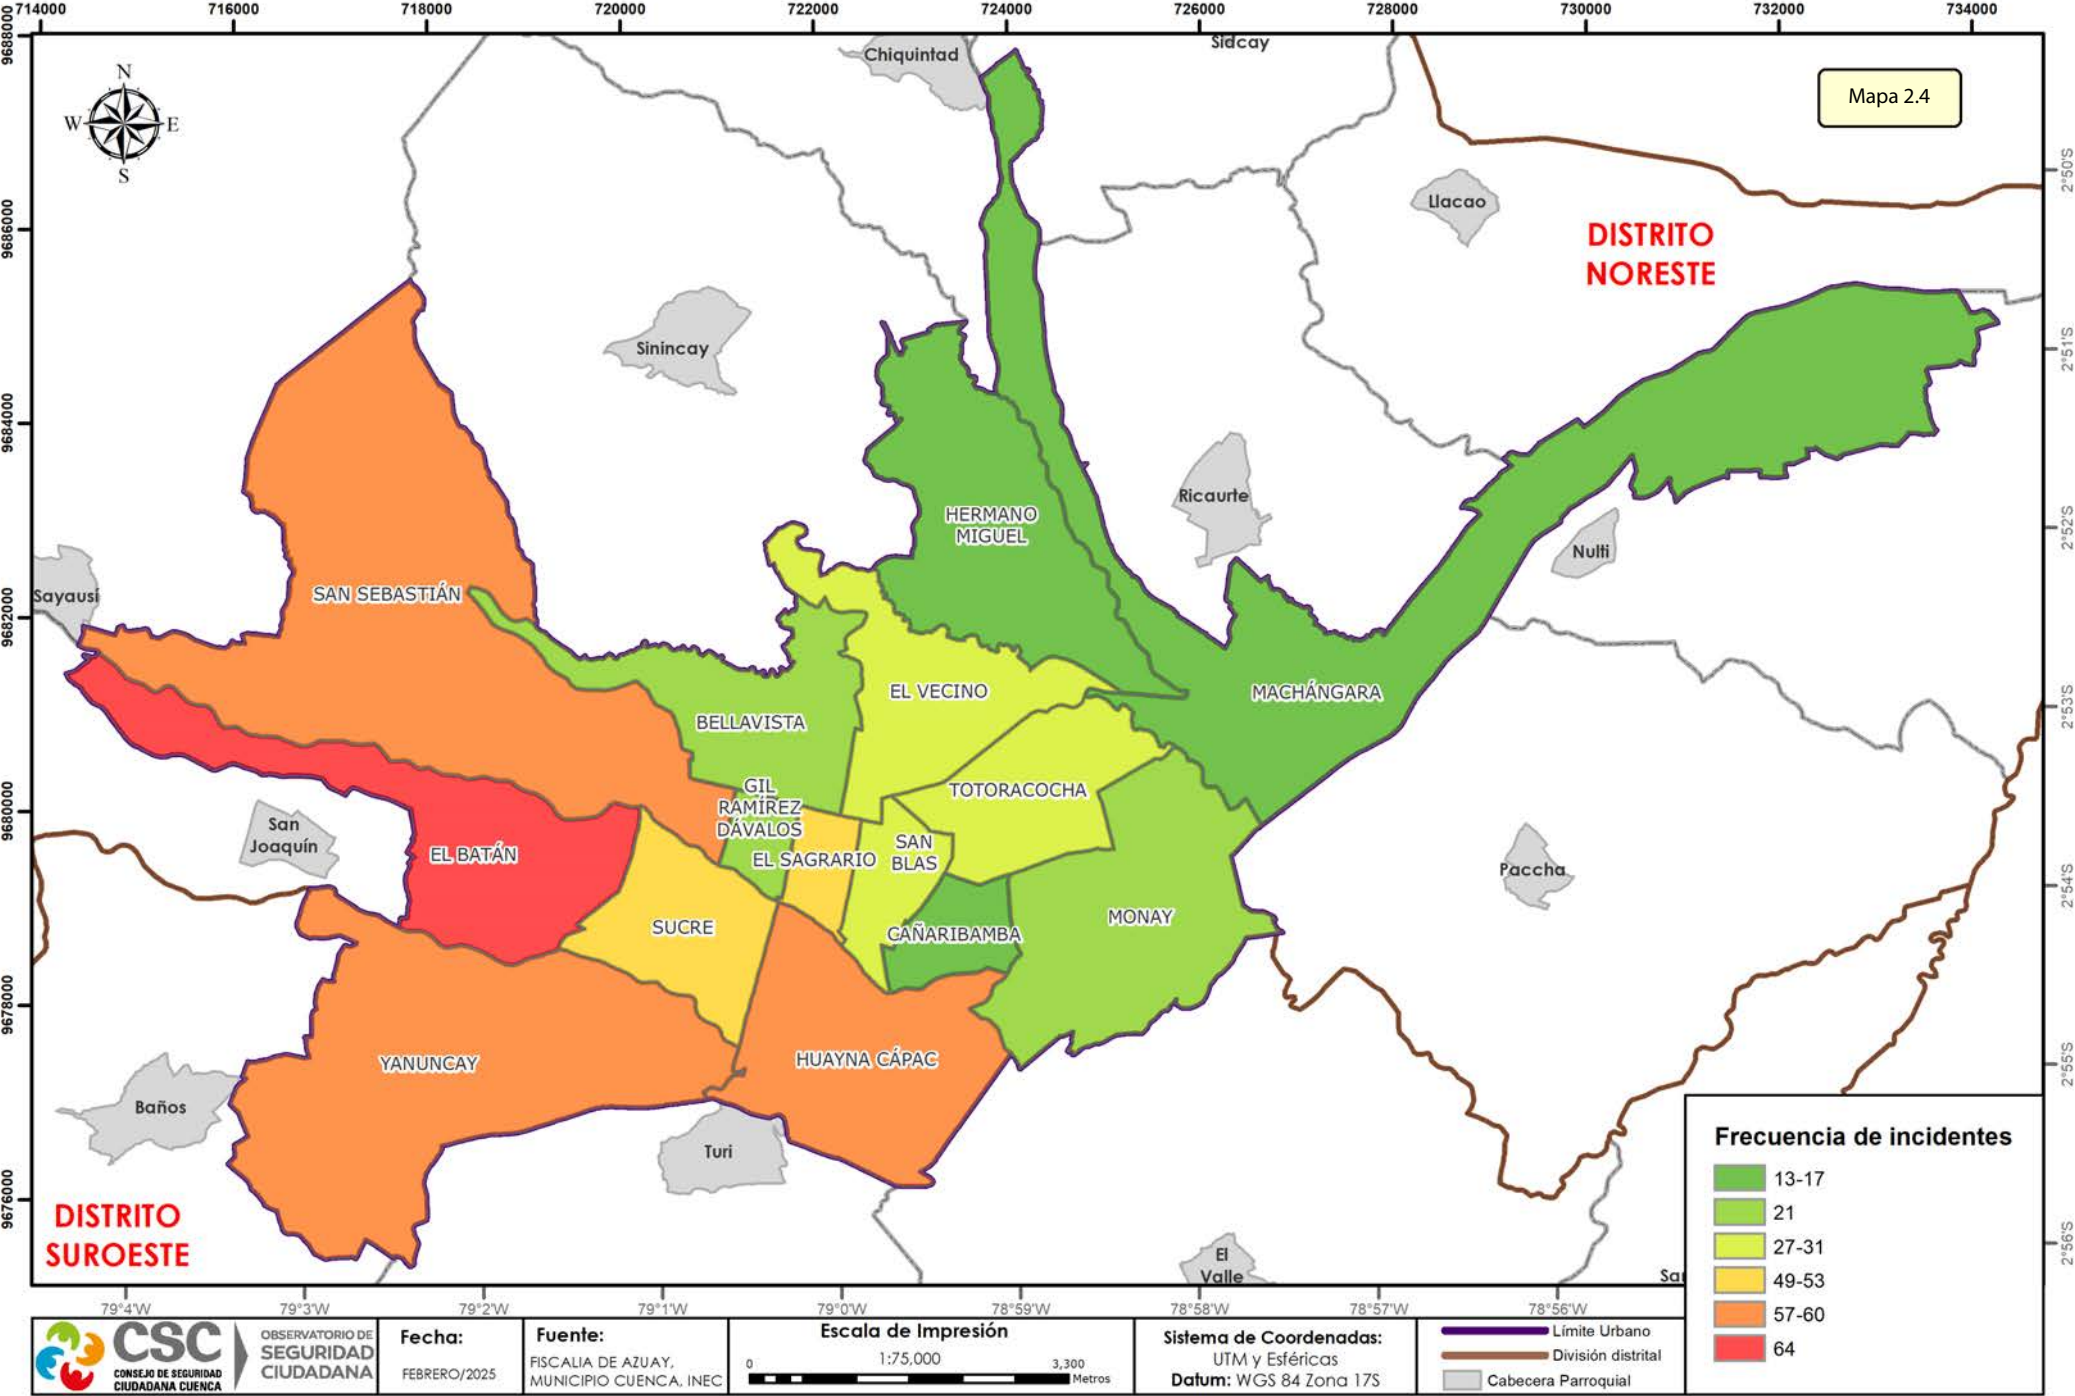 714000
716000
718000
720000
722000
724000
726000
728000
730000
732000
734000
9688000
9686000
9684000
9682000
9680000
9678000
9676000
2°50'S
2°51'S
2°52'S
2°53'S
2°54'S
2°55'S
2°56'S
N
W
E
S
Chiquintad
Sidcay
Mapa 2.4
Llacao
DISTRITO
NORESTE
Sinincay
Ricaurte
HERMANO
MIGUEL
Nulti
SAN SEBASTIÁN
Sayausí
EL VECINO
MACHÁNGARA
BELLAVISTA
GIL
RAMÍREZ
DÁVALOS
TOTORACOCHA
San
Joaquín
EL BATÁN
EL SAGRARIO
SAN
BLAS
Paccha
SUCRE
CAÑARIBAMBA
MONAY
YANUNCAY
HUAYNA CÁPAC
Baños
Turi
DISTRITO
SUROESTE
El
Valle
Frecuencia de incidentes
13-17
21
27-31
49-53
57-60
64
79°4'W
79°3'W
79°2'W
79°1'W
79°0'W
78°59'W
78°58'W
78°57'W
78°56'W
CSC
CONSEJO DE SEGURIDAD
CIUDADANA CUENCA
OBSERVATORIO DE
SEGURIDAD
CIUDADANA
Fecha:
FEBRERO/2025
Fuente:
FISCALIA DE AZUAY,
MUNICIPIO CUENCA, INEC
Escala de Impresión
1:75,000
0
3,300
Metros
Sistema de Coordenadas:
UTM y Esféricas
Datum: WGS 84 Zona 17S
Límite Urbano
División distrital
Cabecera Parroquial